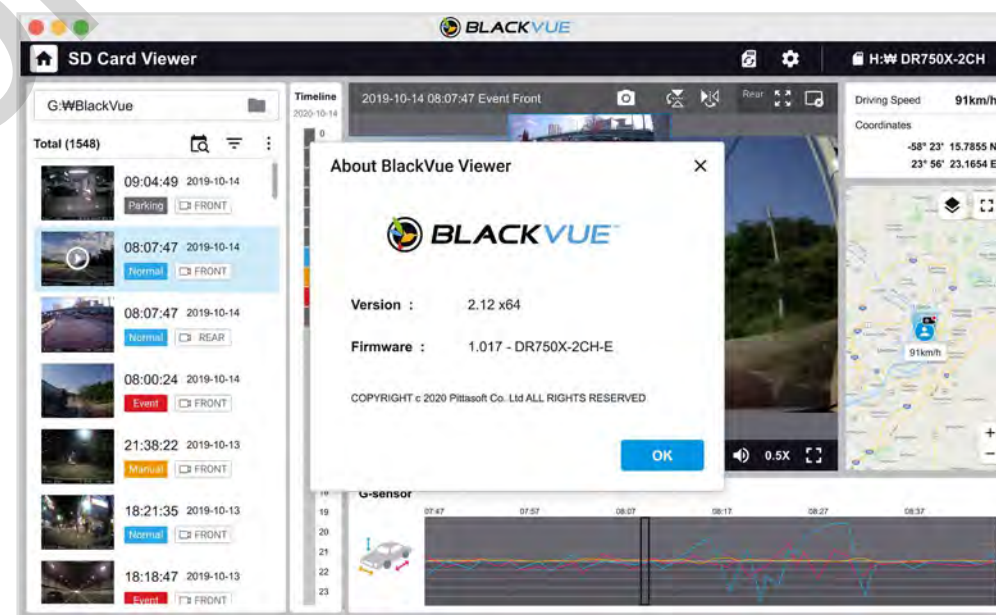 BLACKVUE
SD Card Viewer
H:₩ DR750X-2CH
G:₩BlackVue
Total (1548)
09:04:49 2019-10-14
Parking FRONT
08:07:47 2019-10-14
Normal FRONT
08:07:47 2019-10-14
Normal REAR
08:00:24 2019-10-14
Event FRONT
21:38:22 2019-10-13
Manual FRONT
18:21:35 2019-10-13
Normal FRONT
18:18:47 2019-10-13
Event FRONT
Timeline
2020-10-14
0
18
19
20
21
22
23
2019-10-14 08:07:47 Event Front
Rear
About BlackVue Viewer
BLACKVUE
Version : 2.12 x64
Firmware : 1.017 - DR750X-2CH-E
COPYRIGHT c 2020 Pittasoft Co. Ltd ALL RIGHTS RESERVED
OK
0.5X
Driving Speed 91km/h
Coordinates
-58° 23' 15.7855 N
23° 56' 23.1654 E
91km/h
+
−
G-sensor
07:47 07:57 08:07 08:17 08:27 08:37